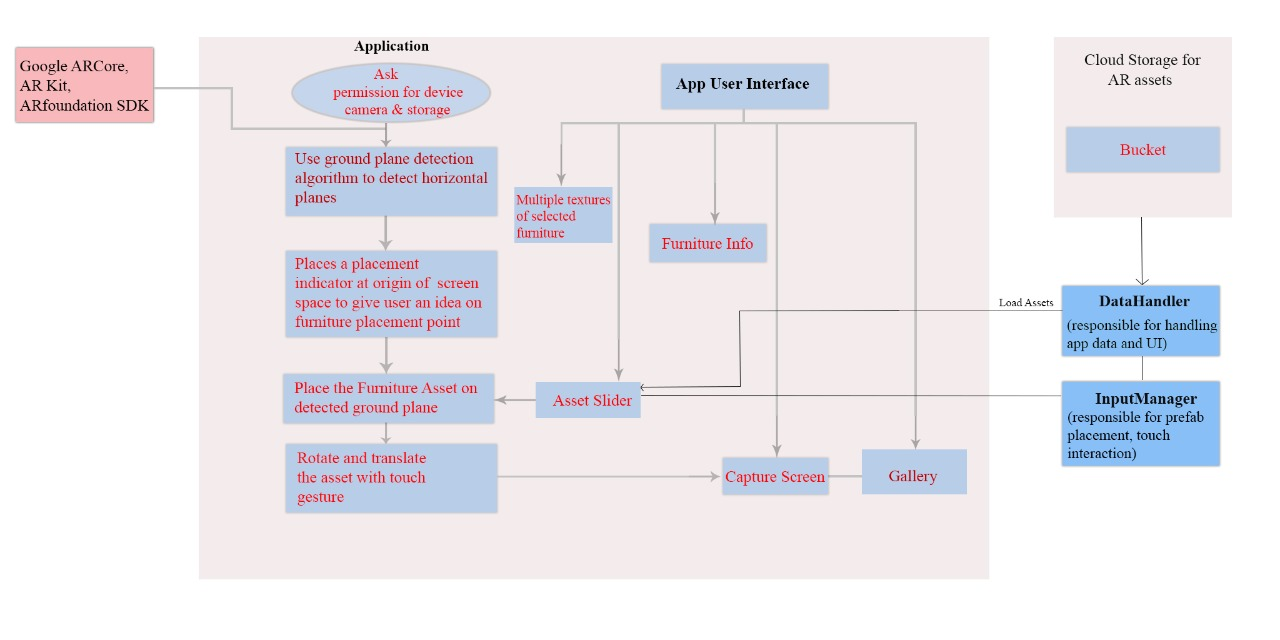 Application
Google ARCore,
AR Kit,
ARfoundation SDK
Ask
permission for device
camera & storage
App User Interface
Cloud Storage for
AR assets
Bucket
Use ground plane detection
algorithm to detect horizontal
planes
Multiple textures
of selected
furniture
Furniture Info
Places a placement
indicator at origin of screen
space to give user an idea on
furniture placement point
Load Assets
DataHandler
(responsible for handling
app data and UI)
Place the Furniture Asset on
detected ground plane
Asset Slider
InputManager
(responsible for prefab
placement, touch
interaction)
Rotate and translate
the asset with touch
gesture
Capture Screen
Gallery